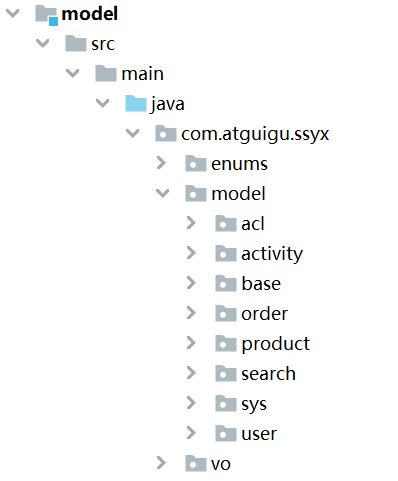 model
src
main
java
com.atguigu.ssyx
enums
model
acl
activity
base
order
product
search
sys
user
vo